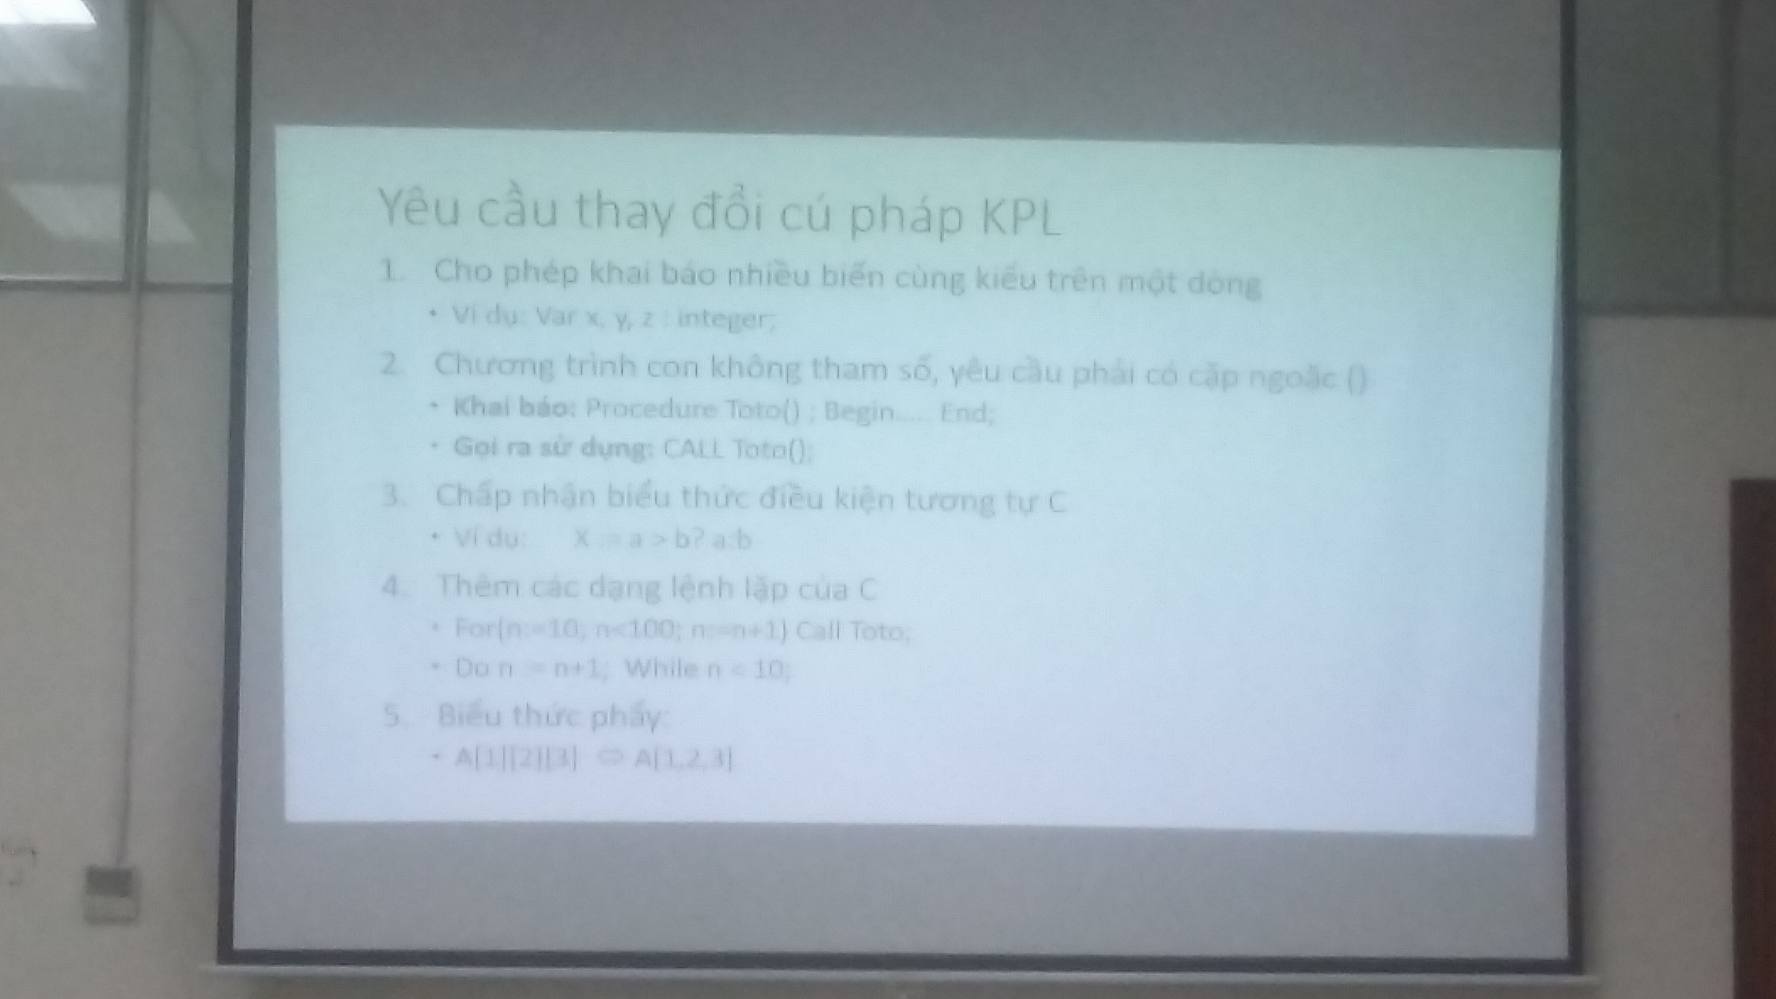 Yêu cầu thay đổi cú pháp KPL
1. Cho phép khai báo nhiều biến cùng kiểu trên một dòng
• Ví dụ: Var x, y, z : integer;
2. Chương trình con không tham số, yêu cầu phải có cặp ngoặc ()
• Khai báo: Procedure Toto() ; Begin..... End;
• Gọi ra sử dụng: CALL Toto();
3. Chấp nhận biểu thức điều kiện tương tự C
• Ví dụ: X := a > b? a:b
4. Thêm các dạng lệnh lặp của C
• For(n:=10; n<100; n:=n+1) Call Toto;
• Do n := n+1; While n < 10;
5. Biểu thức phẩy:
• A[1][2][3] ⇔ A[1,2,3]